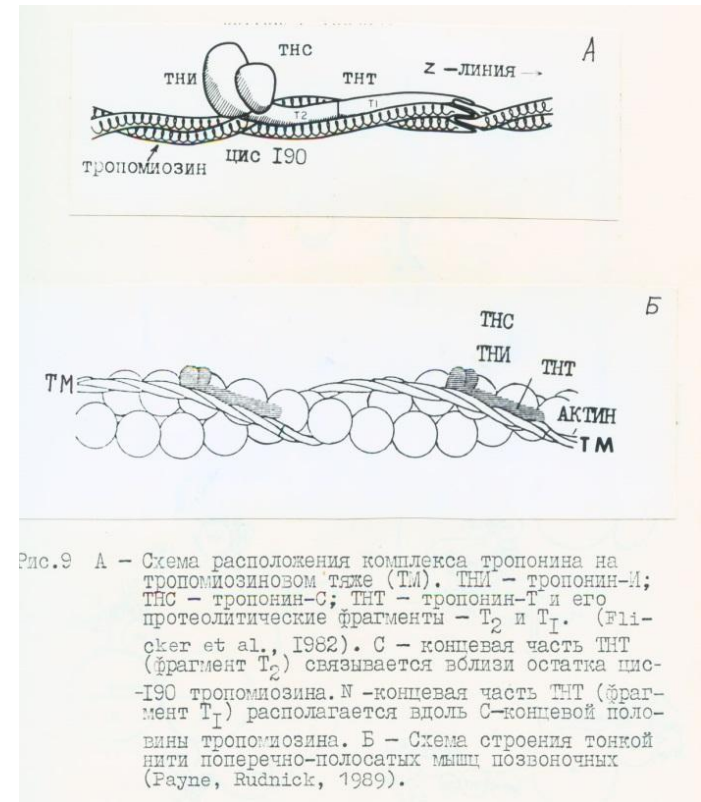 А
ТНС
ТНИ
ТНТ
Z –ЛИНИЯ →
Т2
Т1
ЦИС I90
ТРОПОМИОЗИН
Б
ТНС
ТНИ
ТНТ
ТМ
АКТИН
ТМ
Рис.9 А – Схема расположения комплекса тропонина на
тропомиозиновом тяже (ТМ). ТНИ – тропонин-И;
ТНС – тропонин-С; ТНТ – тропонин-Т и его
протеолитические фрагменты – Т2 и ТI. (Fli-
cker et al., I982). С – концевая часть ТНТ
(фрагмент Т2) связывается вблизи остатка цис-
-I90 тропомиозина. N -концевая часть ТНТ (фраг-
мент ТI) располагается вдоль С-концевой поло-
вины тропомиозина. Б – Схема строения тонкой
нити поперечно-полосатых мышц позвоночных
(Payne, Rudnick, 1989).